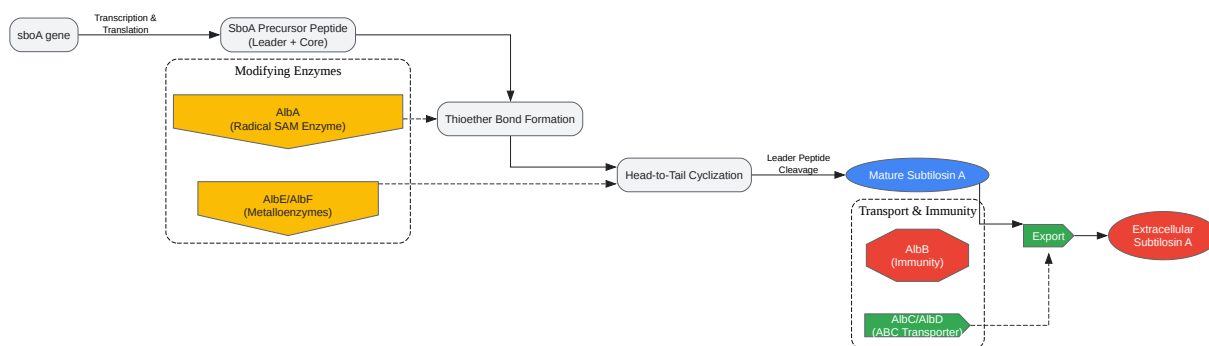 sboA gene
Transcription &
Translation
SboA Precursor Peptide
(Leader + Core)
Modifying Enzymes
AlbA
(Radical SAM Enzyme)
AlbE/AlbF
(Metalloenzymes)
Thioether Bond Formation
Head-to-Tail Cyclization
Leader Peptide
Cleavage
Mature Subtilosin A
Transport & Immunity
AlbB
(Immunity)
AlbC/AlbD
(ABC Transporter)
Export
Extracellular
Subtilosin A